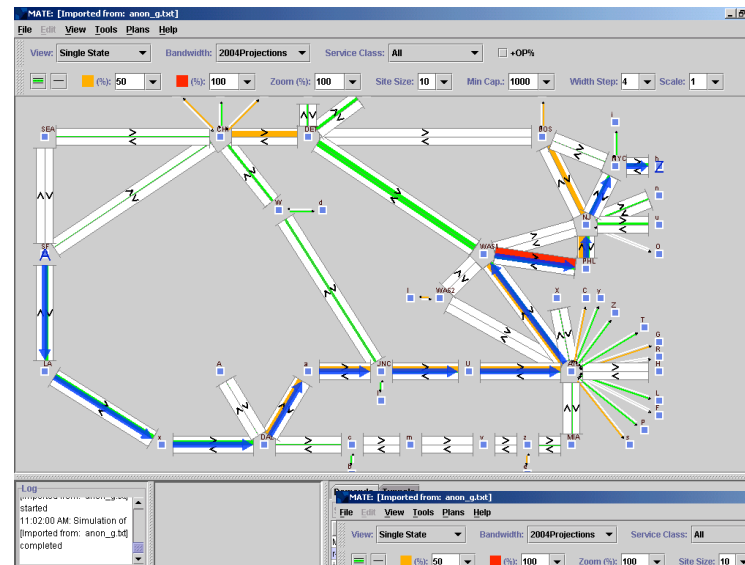 MATE: [Imported from: anon_g.txt]
File Edit View Tools Plans Help
View: Single State Bandwidth: 2004Projections Service Class: All +OP%
(%): 50 (%): 100 Zoom (%): 100 Site Size: 10 Min Cap.: 1000 Width Step: 4 Scale: 1
SEA CHI DET BOS i
NYC b
Z
n
W d NJ u
SF WAS1 O
A PHL
I WAS2 X C y
Z
T
G
R
LA A a JNC U H
L
F
P
x DAL c m v z MIA s
Log
started
11:02:00 AM: Simulation of
[Imported from: anon_g.txt]
completed
MATE: [Imported from: anon_g.txt]
File Edit View Tools Plans Help
View: Single State Bandwidth: 2004Projections Service Class: All
(%): 50 (%): 100 Zoom (%): 100 Site Size: 10